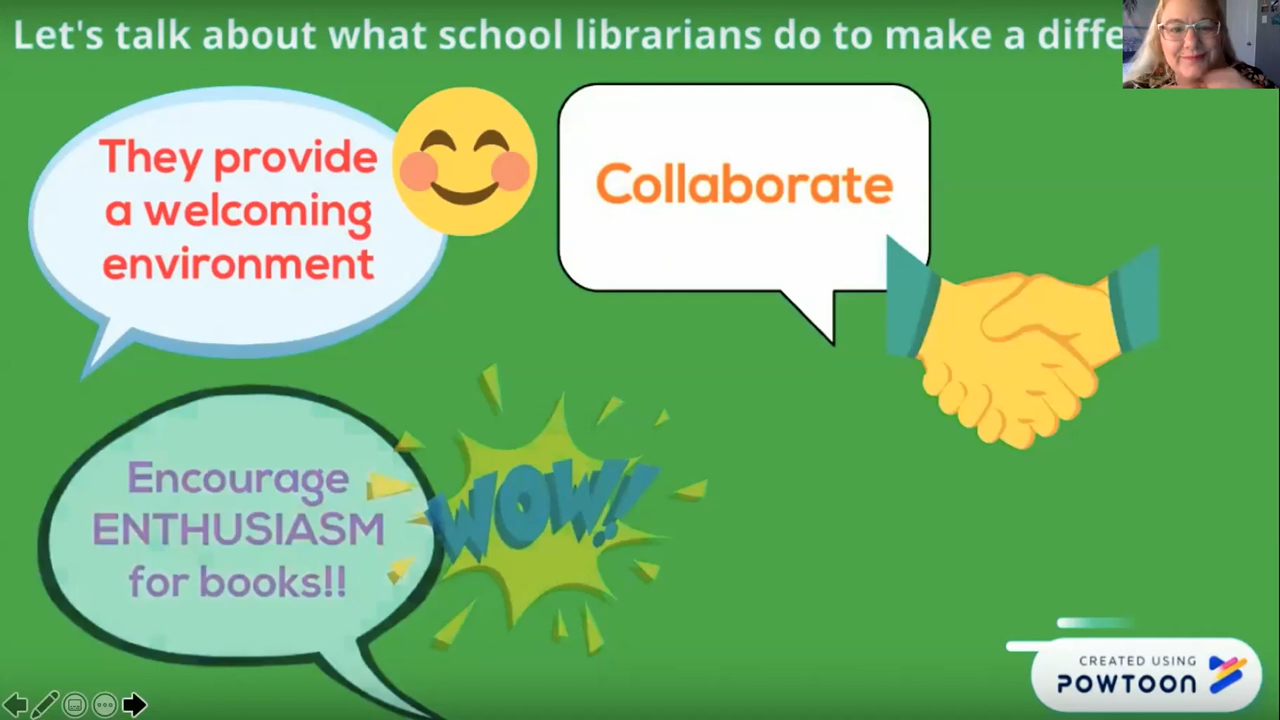 Let's talk about what school librarians do to make a diffe
They provide
a welcoming
environment
Collaborate
Encourage
ENTHUSIASM
for books!!
WOW!!
CREATED USING
POWTOON